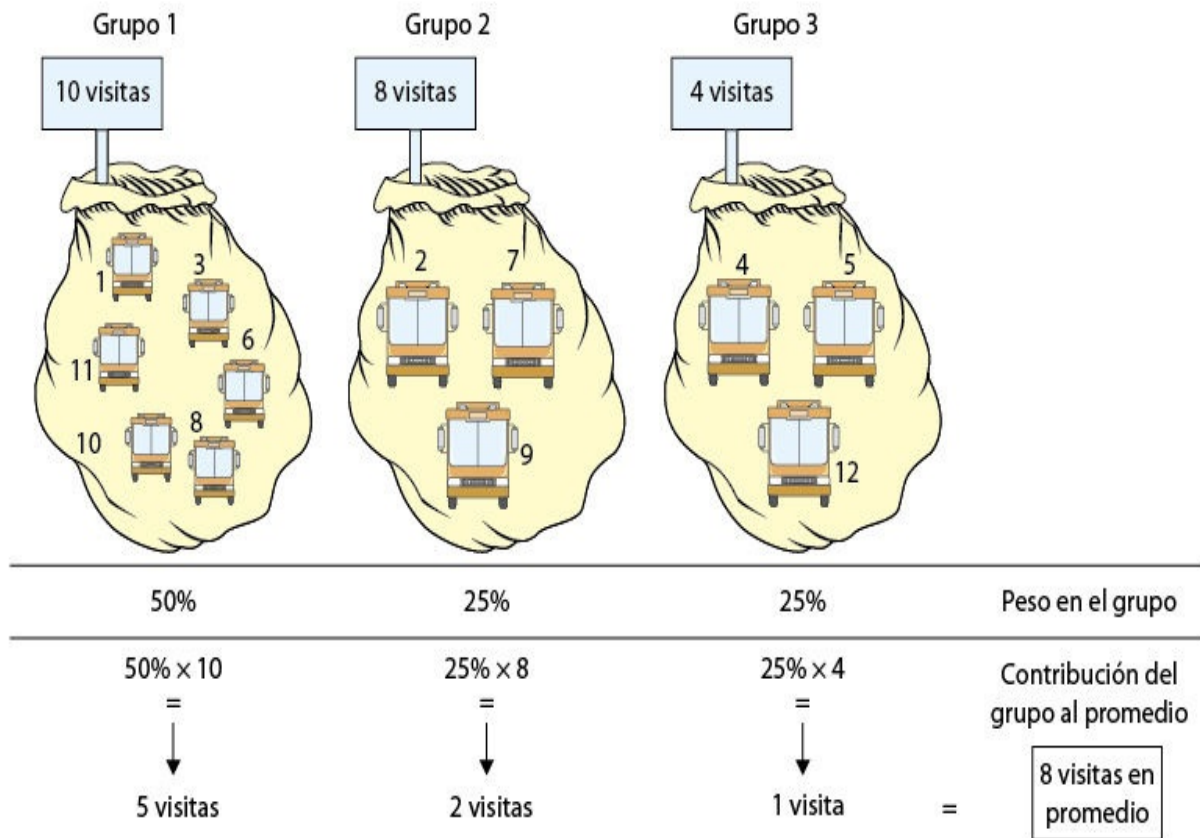 Grupo 1
Grupo 2
Grupo 3
10 visitas
8 visitas
4 visitas
1
3
11
6
10
8
2
7
9
4
5
12
50%
25%
25%
Peso en el grupo
50% × 10
25% × 8
25% × 4
=
=
=
Contribución del
grupo al promedio
5 visitas
2 visitas
1 visita
=
8 visitas en
promedio